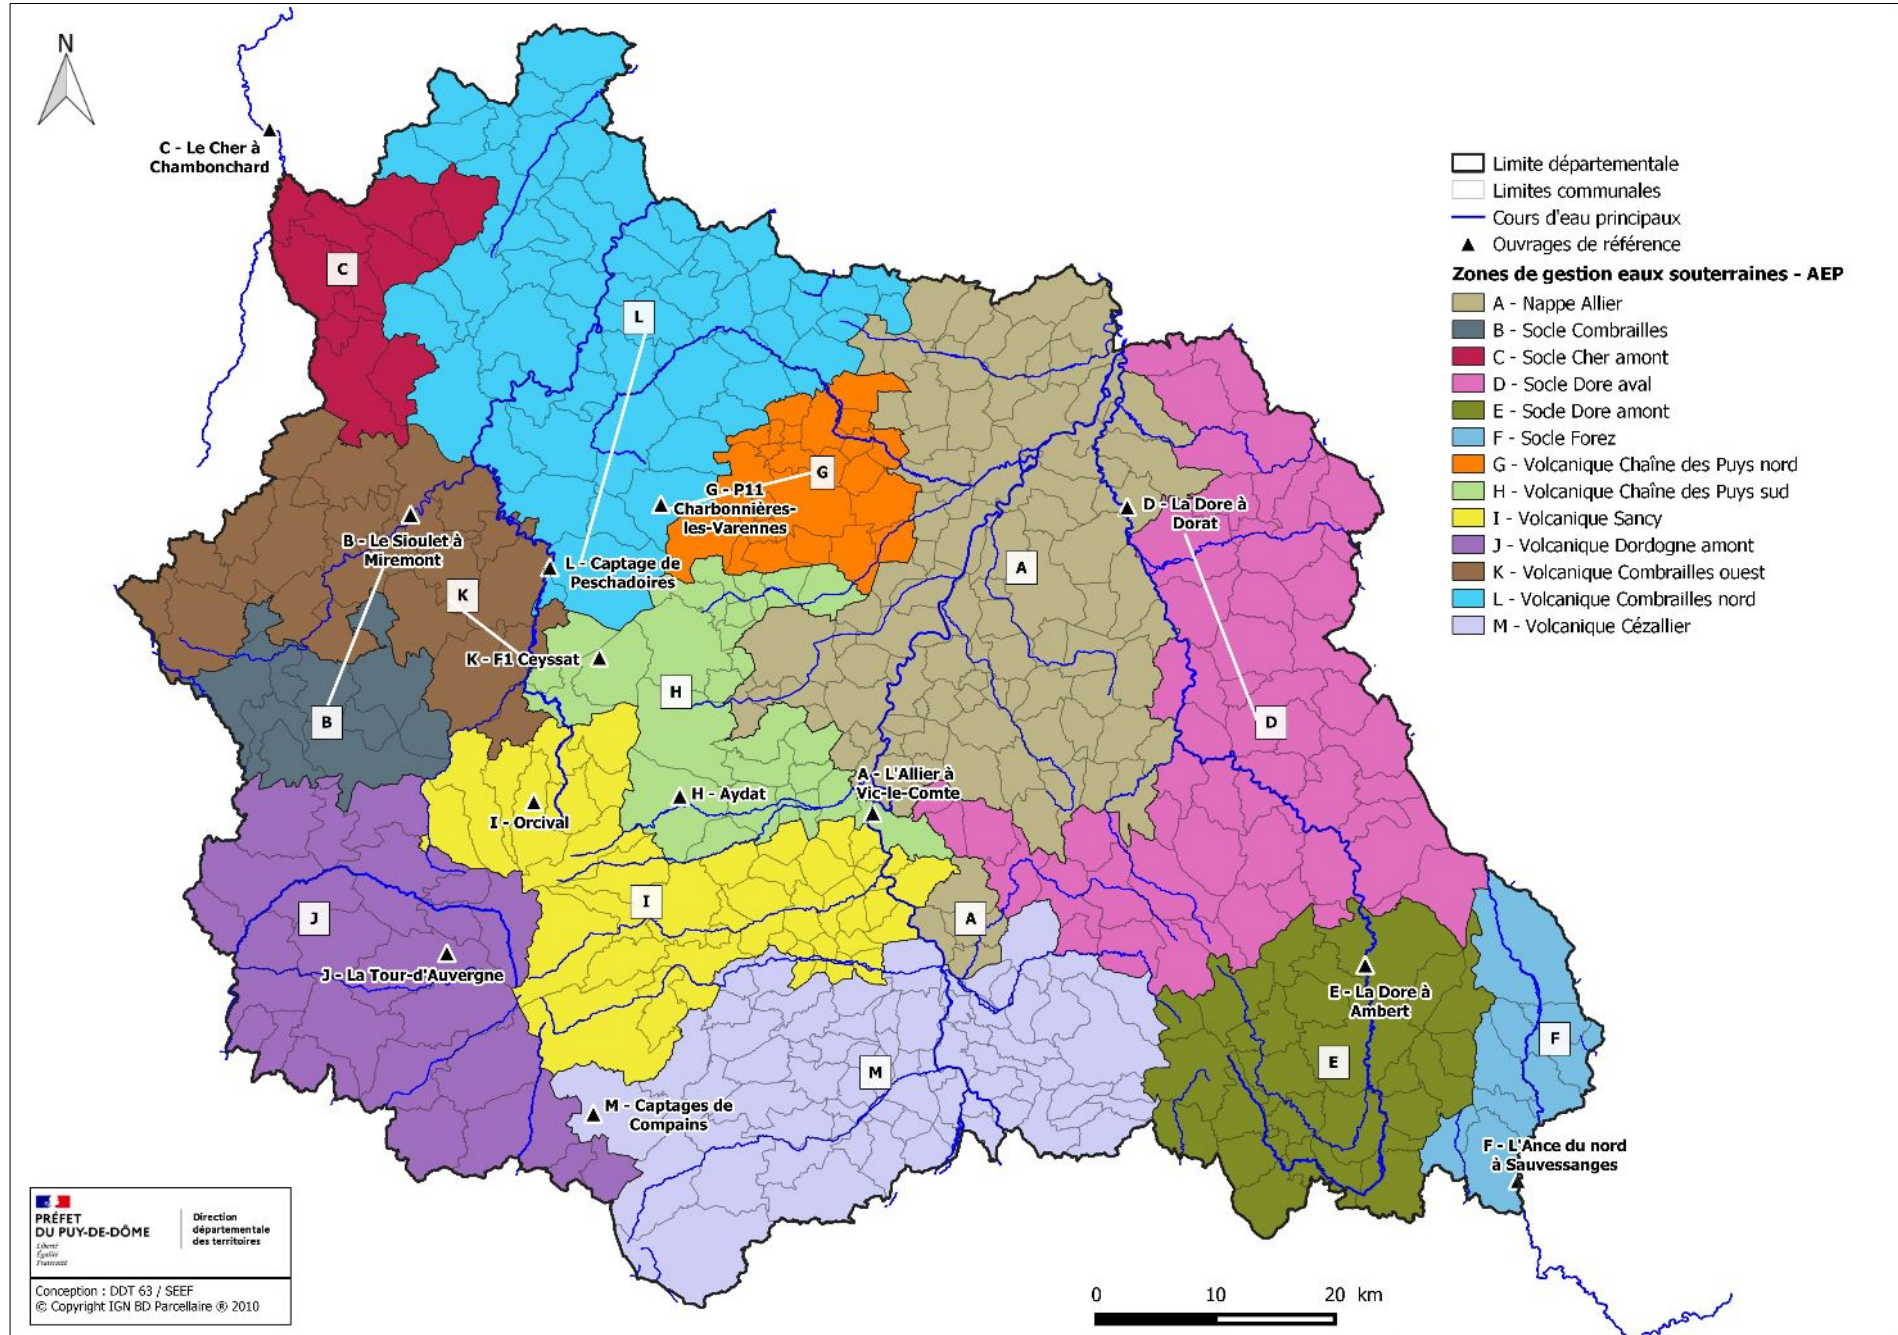 N
C - Le Cher à
Chambonchard
C
L
G
G - P11
Charbonnières-
les-Varennes
B - Le Sioulet à
Miremont
L - Captage de
Peschadoires
K
K - F1 Ceyssat
D - La Dore à
Dorat
A
H
B
D
A - L'Allier à
Vic-le-Comte
H - Aydat
I - Orcival
I
J
A
J - La Tour-d'Auvergne
E - La Dore à
Ambert
F
E
M
M - Captages de
Compains
F - L'Ance du nord
à Sauvessanges
Limite départementale
Limites communales
Cours d'eau principaux
Ouvrages de référence
Zones de gestion eaux souterraines - AEP
A - Nappe Allier
B - Socle Combrailles
C - Socle Cher amont
D - Socle Dore aval
E - Socle Dore amont
F - Socle Forez
G - Volcanique Chaîne des Puys nord
H - Volcanique Chaîne des Puys sud
I - Volcanique Sancy
J - Volcanique Dordogne amont
K - Volcanique Combrailles ouest
L - Volcanique Combrailles nord
M - Volcanique Cézallier
PRÉFET
DU PUY-DE-DÔME
Liberté
Égalité
Fraternité
Direction
départementale
des territoires
Conception : DDT 63 / SEEF
© Copyright IGN BD Parcellaire ® 2010
0 10 20 km